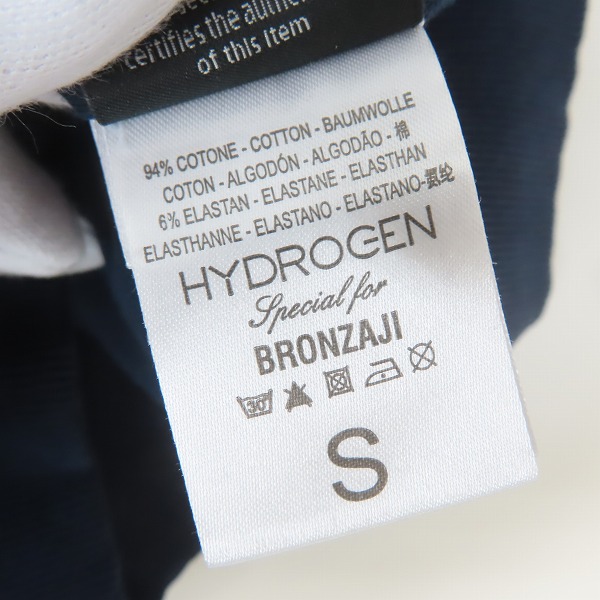 certifies the
of this item
94% COTONE - COTTON - BAUMWOLLE
COTON - ALGODÓN - ALGODÃO - 棉
6% ELASTAN - ELASTANE - ELASTHAN
ELASTHANNE - ELASTANO - ELASTANO-氨纶
HYDROGEN
Special for
BRONZAJI
30
S